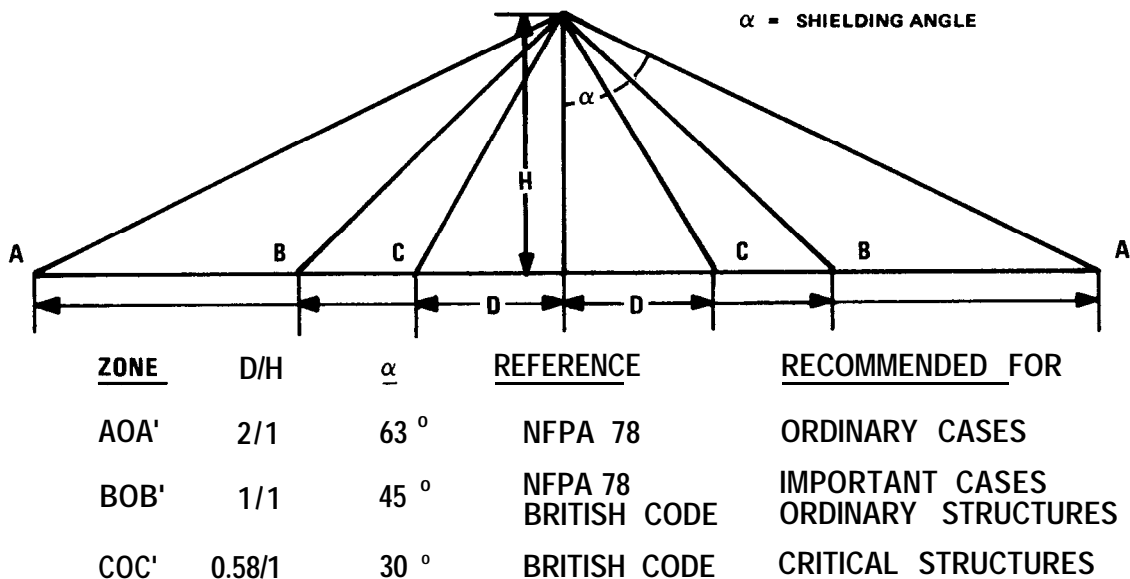 α = SHIELDING ANGLE
α
H
A B C C B A
D D
ZONE D/H α REFERENCE RECOMMENDED FOR
AOA' 2/1 63 º NFPA 78 ORDINARY CASES
BOB' 1/1 45 º NFPA 78 IMPORTANT CASES
BRITISH CODE ORDINARY STRUCTURES
COC' 0.58/1 30 º BRITISH CODE CRITICAL STRUCTURES